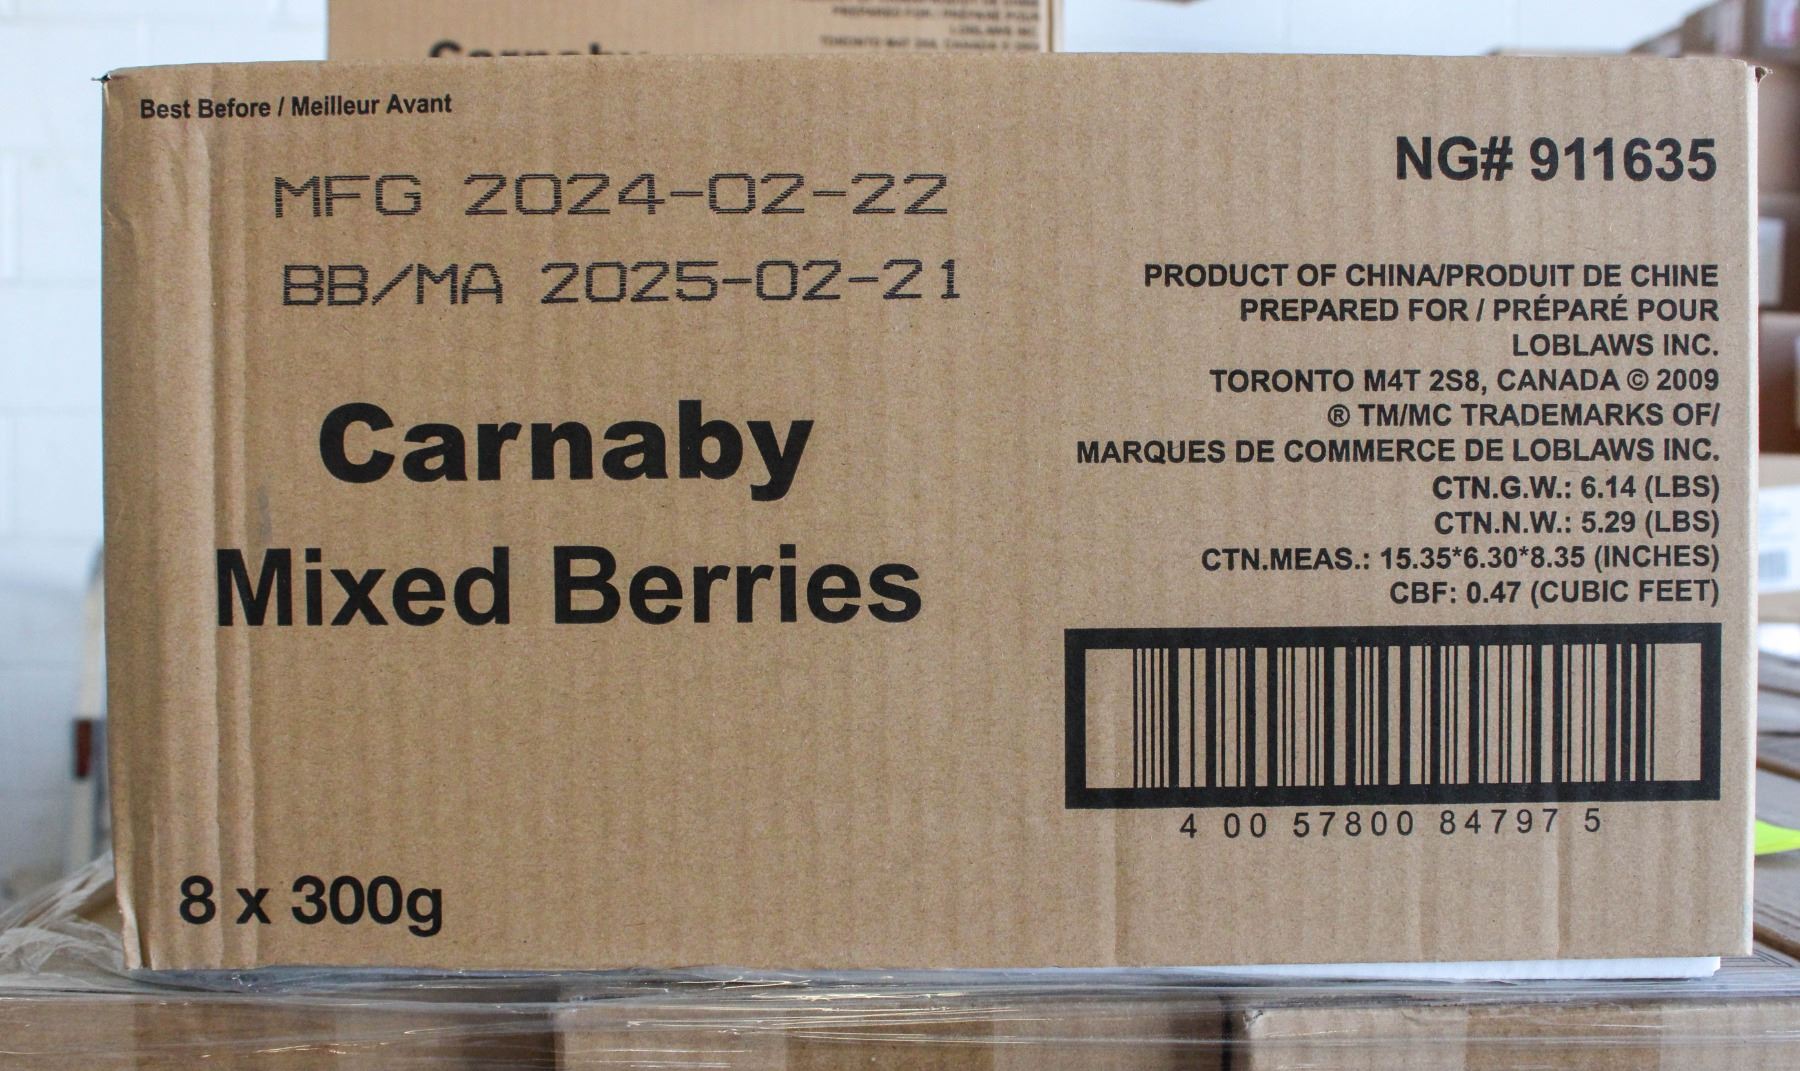 Best Before / Meilleur Avant
MFG 2024-02-22
BB/MA 2025-02-21
Carnaby
Mixed Berries
8 x 300g
NG# 911635
PRODUCT OF CHINA/PRODUIT DE CHINE
PREPARED FOR / PRÉPARÉ POUR
LOBLAWS INC.
TORONTO M4T 2S8, CANADA © 2009
® TM/MC TRADEMARKS OF/
MARQUES DE COMMERCE DE LOBLAWS INC.
CTN.G.W.: 6.14 (LBS)
CTN.N.W.: 5.29 (LBS)
CTN.MEAS.: 15.35*6.30*8.35 (INCHES)
CBF: 0.47 (CUBIC FEET)
4 00 57800 84797 5